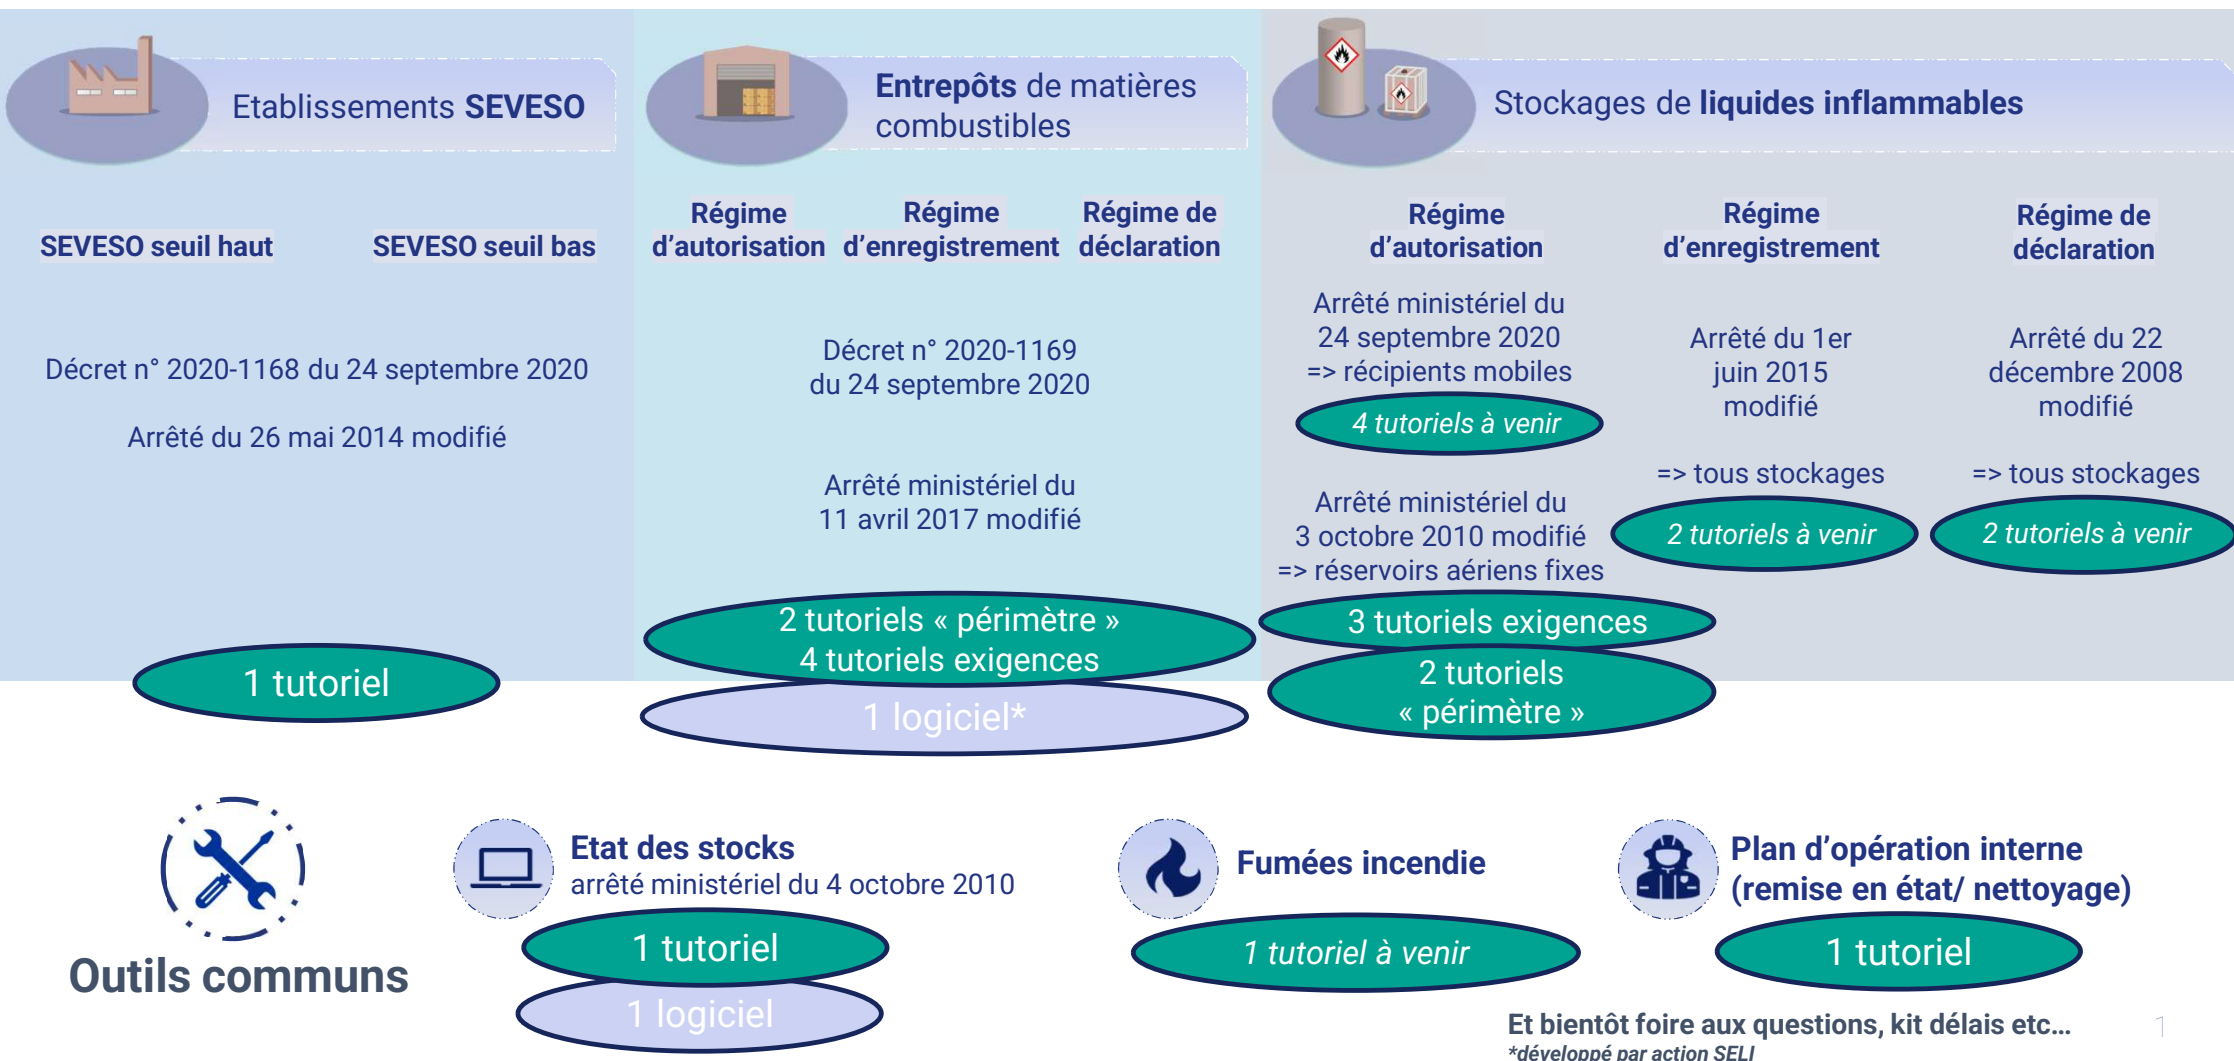 Etablissements SEVESO
SEVESO seuil haut
SEVESO seuil bas
Décret n° 2020-1168 du 24 septembre 2020
Arrêté du 26 mai 2014 modifié
1 tutoriel
Entrepôts de matières
combustibles
Régime
d'autorisation
Régime
d'enregistrement
Régime de
déclaration
Décret n° 2020-1169
du 24 septembre 2020
Arrêté ministériel du
11 avril 2017 modifié
2 tutoriels « périmètre »
4 tutoriels exigences
1 logiciel*
Stockages de liquides inflammables
Régime
d'autorisation
Arrêté ministériel du
24 septembre 2020
=> récipients mobiles
4 tutoriels à venir
Arrêté ministériel du
3 octobre 2010 modifié
=> réservoirs aériens fixes
3 tutoriels exigences
2 tutoriels
« périmètre »
Régime
d'enregistrement
Arrêté du 1er
juin 2015
modifié
=> tous stockages
2 tutoriels à venir
Régime de
déclaration
Arrêté du 22
décembre 2008
modifié
=> tous stockages
2 tutoriels à venir
Outils communs
Etat des stocks
arrêté ministériel du 4 octobre 2010
1 tutoriel
1 logiciel
Fumées incendie
1 tutoriel à venir
Plan d'opération interne
(remise en état/ nettoyage)
1 tutoriel
Et bientôt foire aux questions, kit délais etc…
*développé par action SELI
1